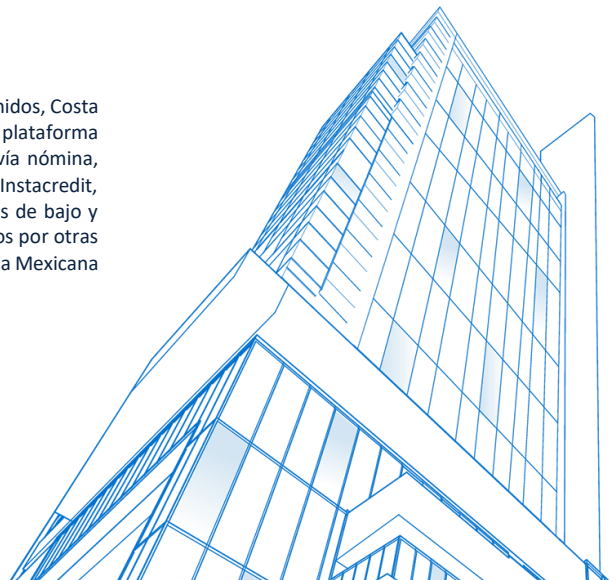 nidos, Costa
plataforma
vía nómina,
Instacredit,
s de bajo y
os por otras
a Mexicana